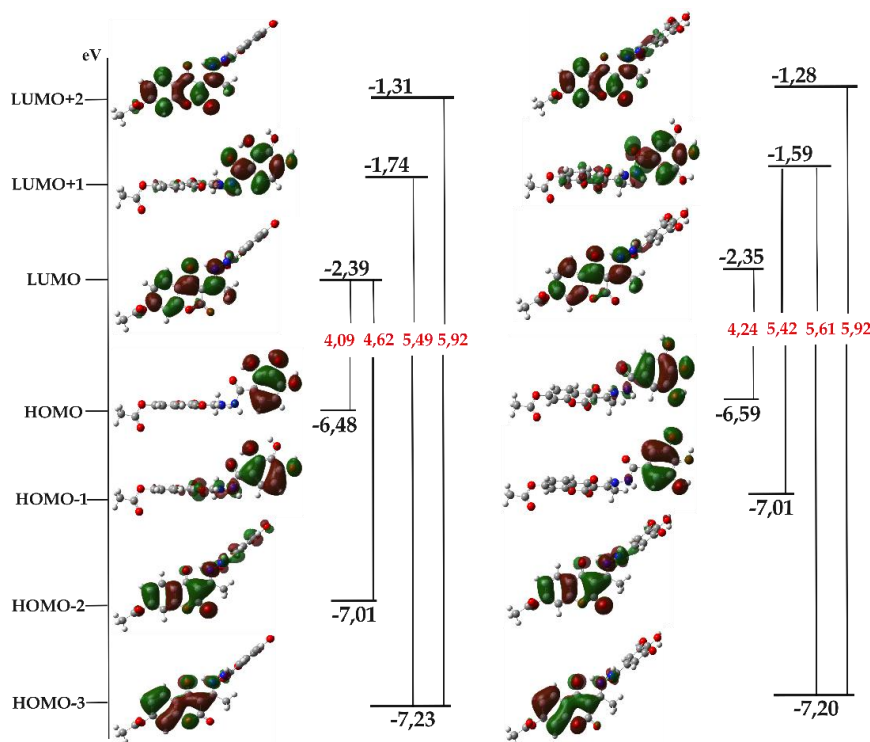 eV
LUMO+2
-1,31
-1,28
LUMO+1
-1,74
-1,59
LUMO
-2,39
-2,35
4,09 4,62 5,49 5,92
4,24 5,42 5,61 5,92
HOMO
-6,48
-6,59
HOMO-1
-7,01
HOMO-2
-7,01
HOMO-3
-7,23
-7,20